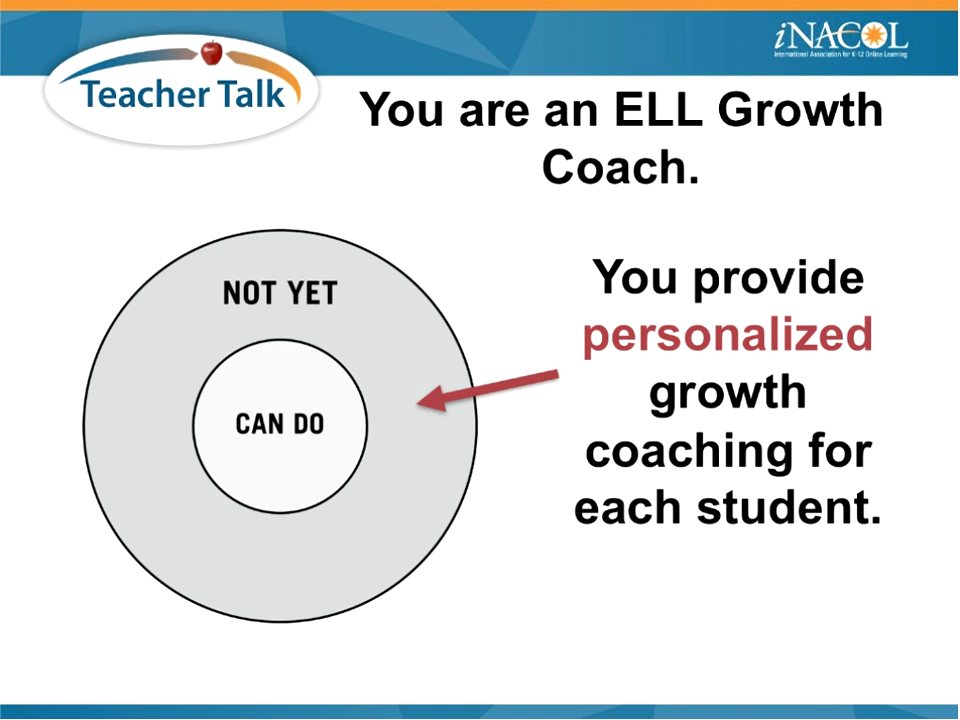 iNACOL
International Association for K-12 Online Learning
Teacher Talk
You are an ELL Growth
Coach.
NOT YET
CAN DO
You provide
personalized
growth
coaching for
each student.